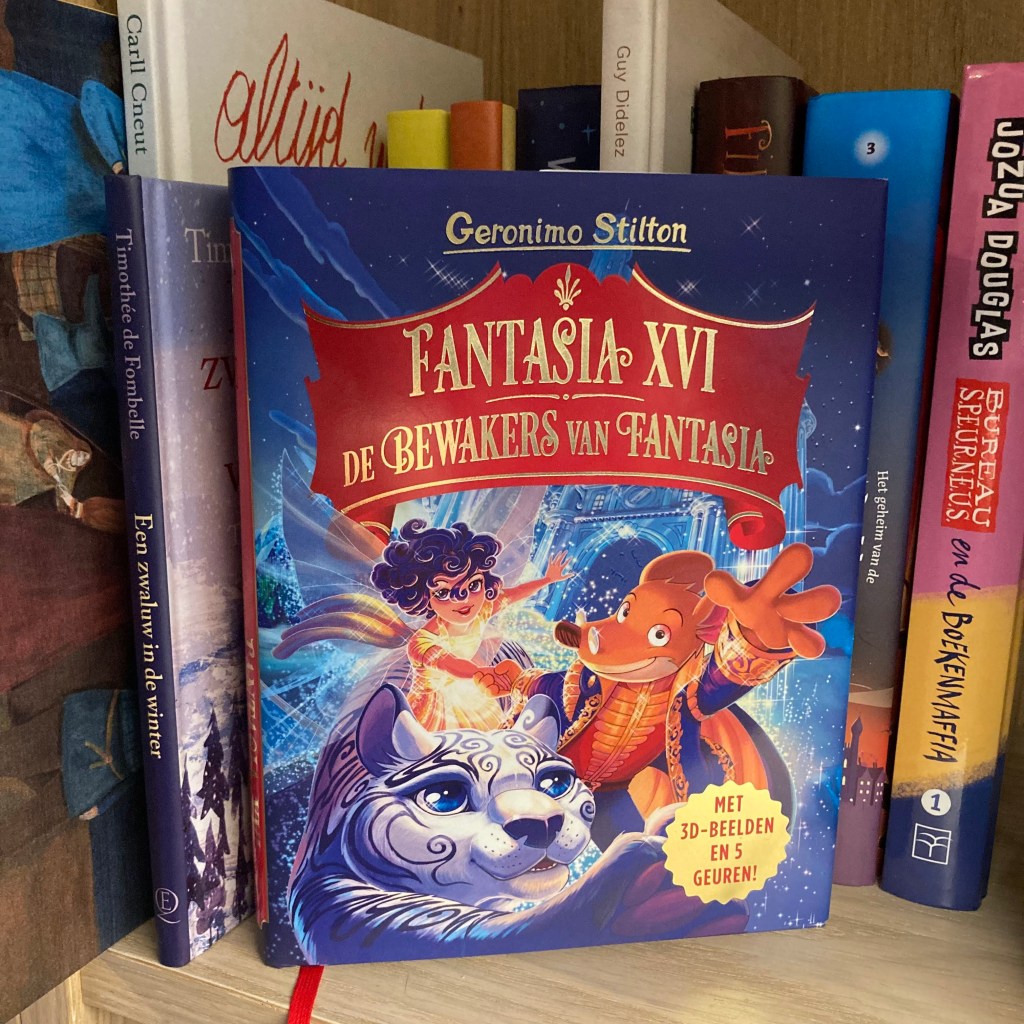 Carll Cneut
altijd
Guy Didelez
3
Timothée de Fombelle
Een zwaluw in de winter
E
Geronimo Stilton
FANTASIA XVI
DE BEWAKERS VAN FANTASIA
MET
3D-BEELDEN
EN 5
GEUREN!
Het geheim van de
JOZUA DOUGLAS
BUREAU
SPEURNEUS
en de BOEKENMAFFIA
1